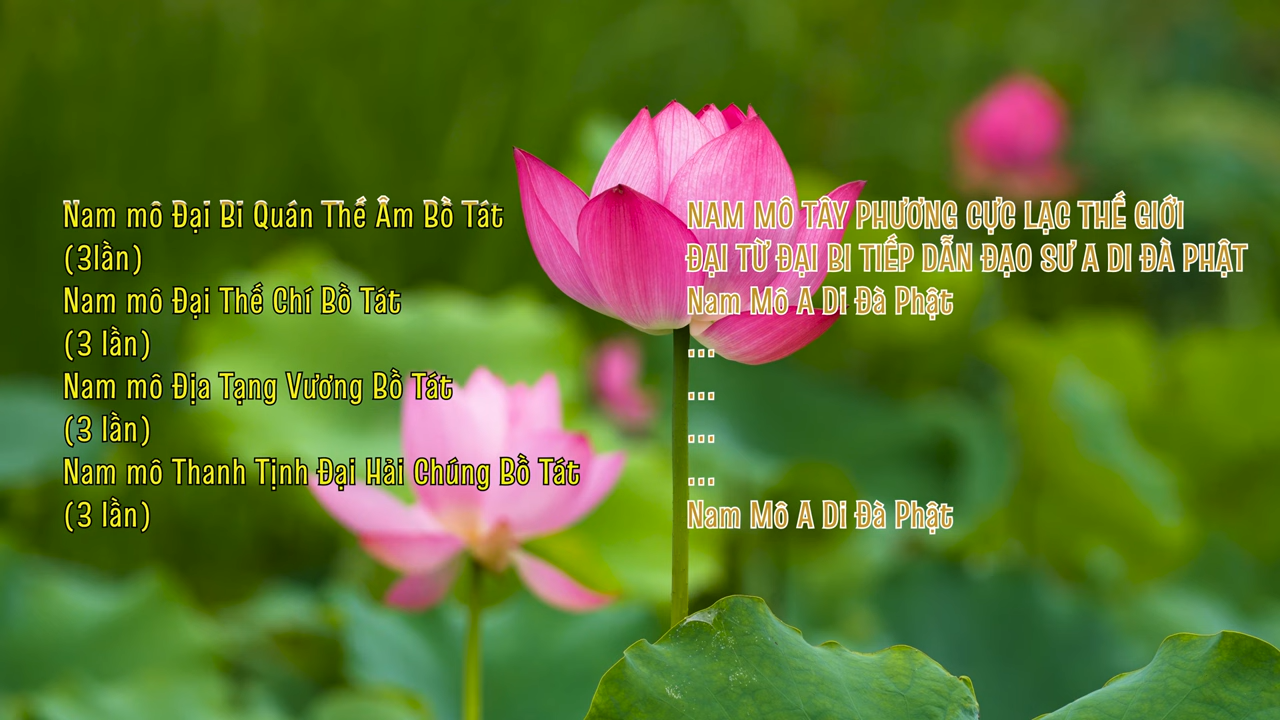 Nam mô Đại Bi Quán Thế Âm Bồ Tát
(3lần)
Nam mô Đại Thế Chí Bồ Tát
(3 lần)
Nam mô Địa Tạng Vương Bồ Tát
(3 lần)
Nam mô Thanh Tịnh Đại Hải Chúng Bồ Tát
(3 lần)
NAM MÔ TÂY PHƯƠNG CỰC LẠC THẾ GIỚI
ĐẠI TỪ ĐẠI BI TIẾP DẪN ĐẠO SƯ A DI ĐÀ PHẬT
Nam Mô A Di Đà Phật
...
...
...
...
Nam Mô A Di Đà Phật